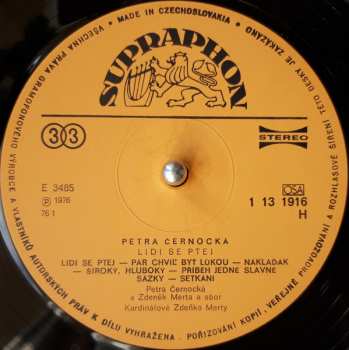 MADE IN CZECHOSLOVAKIA • VŠECHNA PRÁVA GRAMOFONOVÉHO VÝROBCE A VLASTNÍKŮ AUTORSKÝCH PRÁV K DÍLU VYHRAŽENA. POŘIZOVÁNÍ KOPIÍ, VEŘEJNÉ PROVOZOVÁNÍ A ROZHLASOVÉ ŠÍŘENÍ TÉTO DESKY JE ZAKÁZÁNO
SUPRAPHON
33
STEREO
E 3485
Ⓟ 1976
76 1
OSA
1 13 1916
H
PETRA ČERNOCKÁ
LIDI SE PTEJ
LIDI SE PTEJ — PÁR CHVIL BÝT LOUKOU — NÁKLAĎÁK
— ŠIROKÝ, HLUBOKÝ — PŘÍBĚH JEDNÉ SLAVNÉ
SÁZKY — SETKÁNÍ
Petra Černocká
a Zdeněk Merta a sbor
Kardinálové Zdeňka Merty